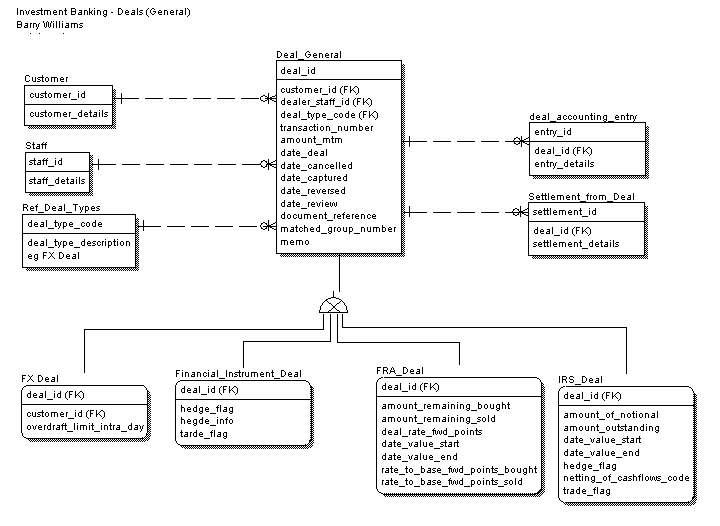 Investment Banking - Deals (General)
Barry Williams
Deal_General
deal_id
customer_id (FK)
dealer_staff_id (FK)
deal_type_code (FK)
transaction_number
amount_mtm
date_deal
date_cancelled
date_captured
date_reversed
date_review
document_reference
matched_group_number
memo
Customer
customer_id
customer_details
Staff
staff_id
staff_details
Ref_Deal_Types
deal_type_code
deal_type_description
eg FX Deal
deal_accounting_entry
entry_id
deal_id (FK)
entry_details
Settlement_from_Deal
settlement_id
deal_id (FK)
settlement_details
FX Deal
deal_id (FK)
customer_id (FK)
overdraft_limit_intra_day
Financial_Instrument_Deal
deal_id (FK)
hedge_flag
hegde_info
tarde_flag
FRA_Deal
deal_id (FK)
amount_remaining_bought
amount_remaining_sold
deal_rate_fwd_points
date_value_start
date_value_end
rate_to_base_fwd_points_bought
rate_to_base_fwd_points_sold
IRS_Deal
deal_id (FK)
amount_of_notional
amount_outstanding
date_value_start
date_value_end
hedge_flag
netting_of_cashflows_code
trade_flag